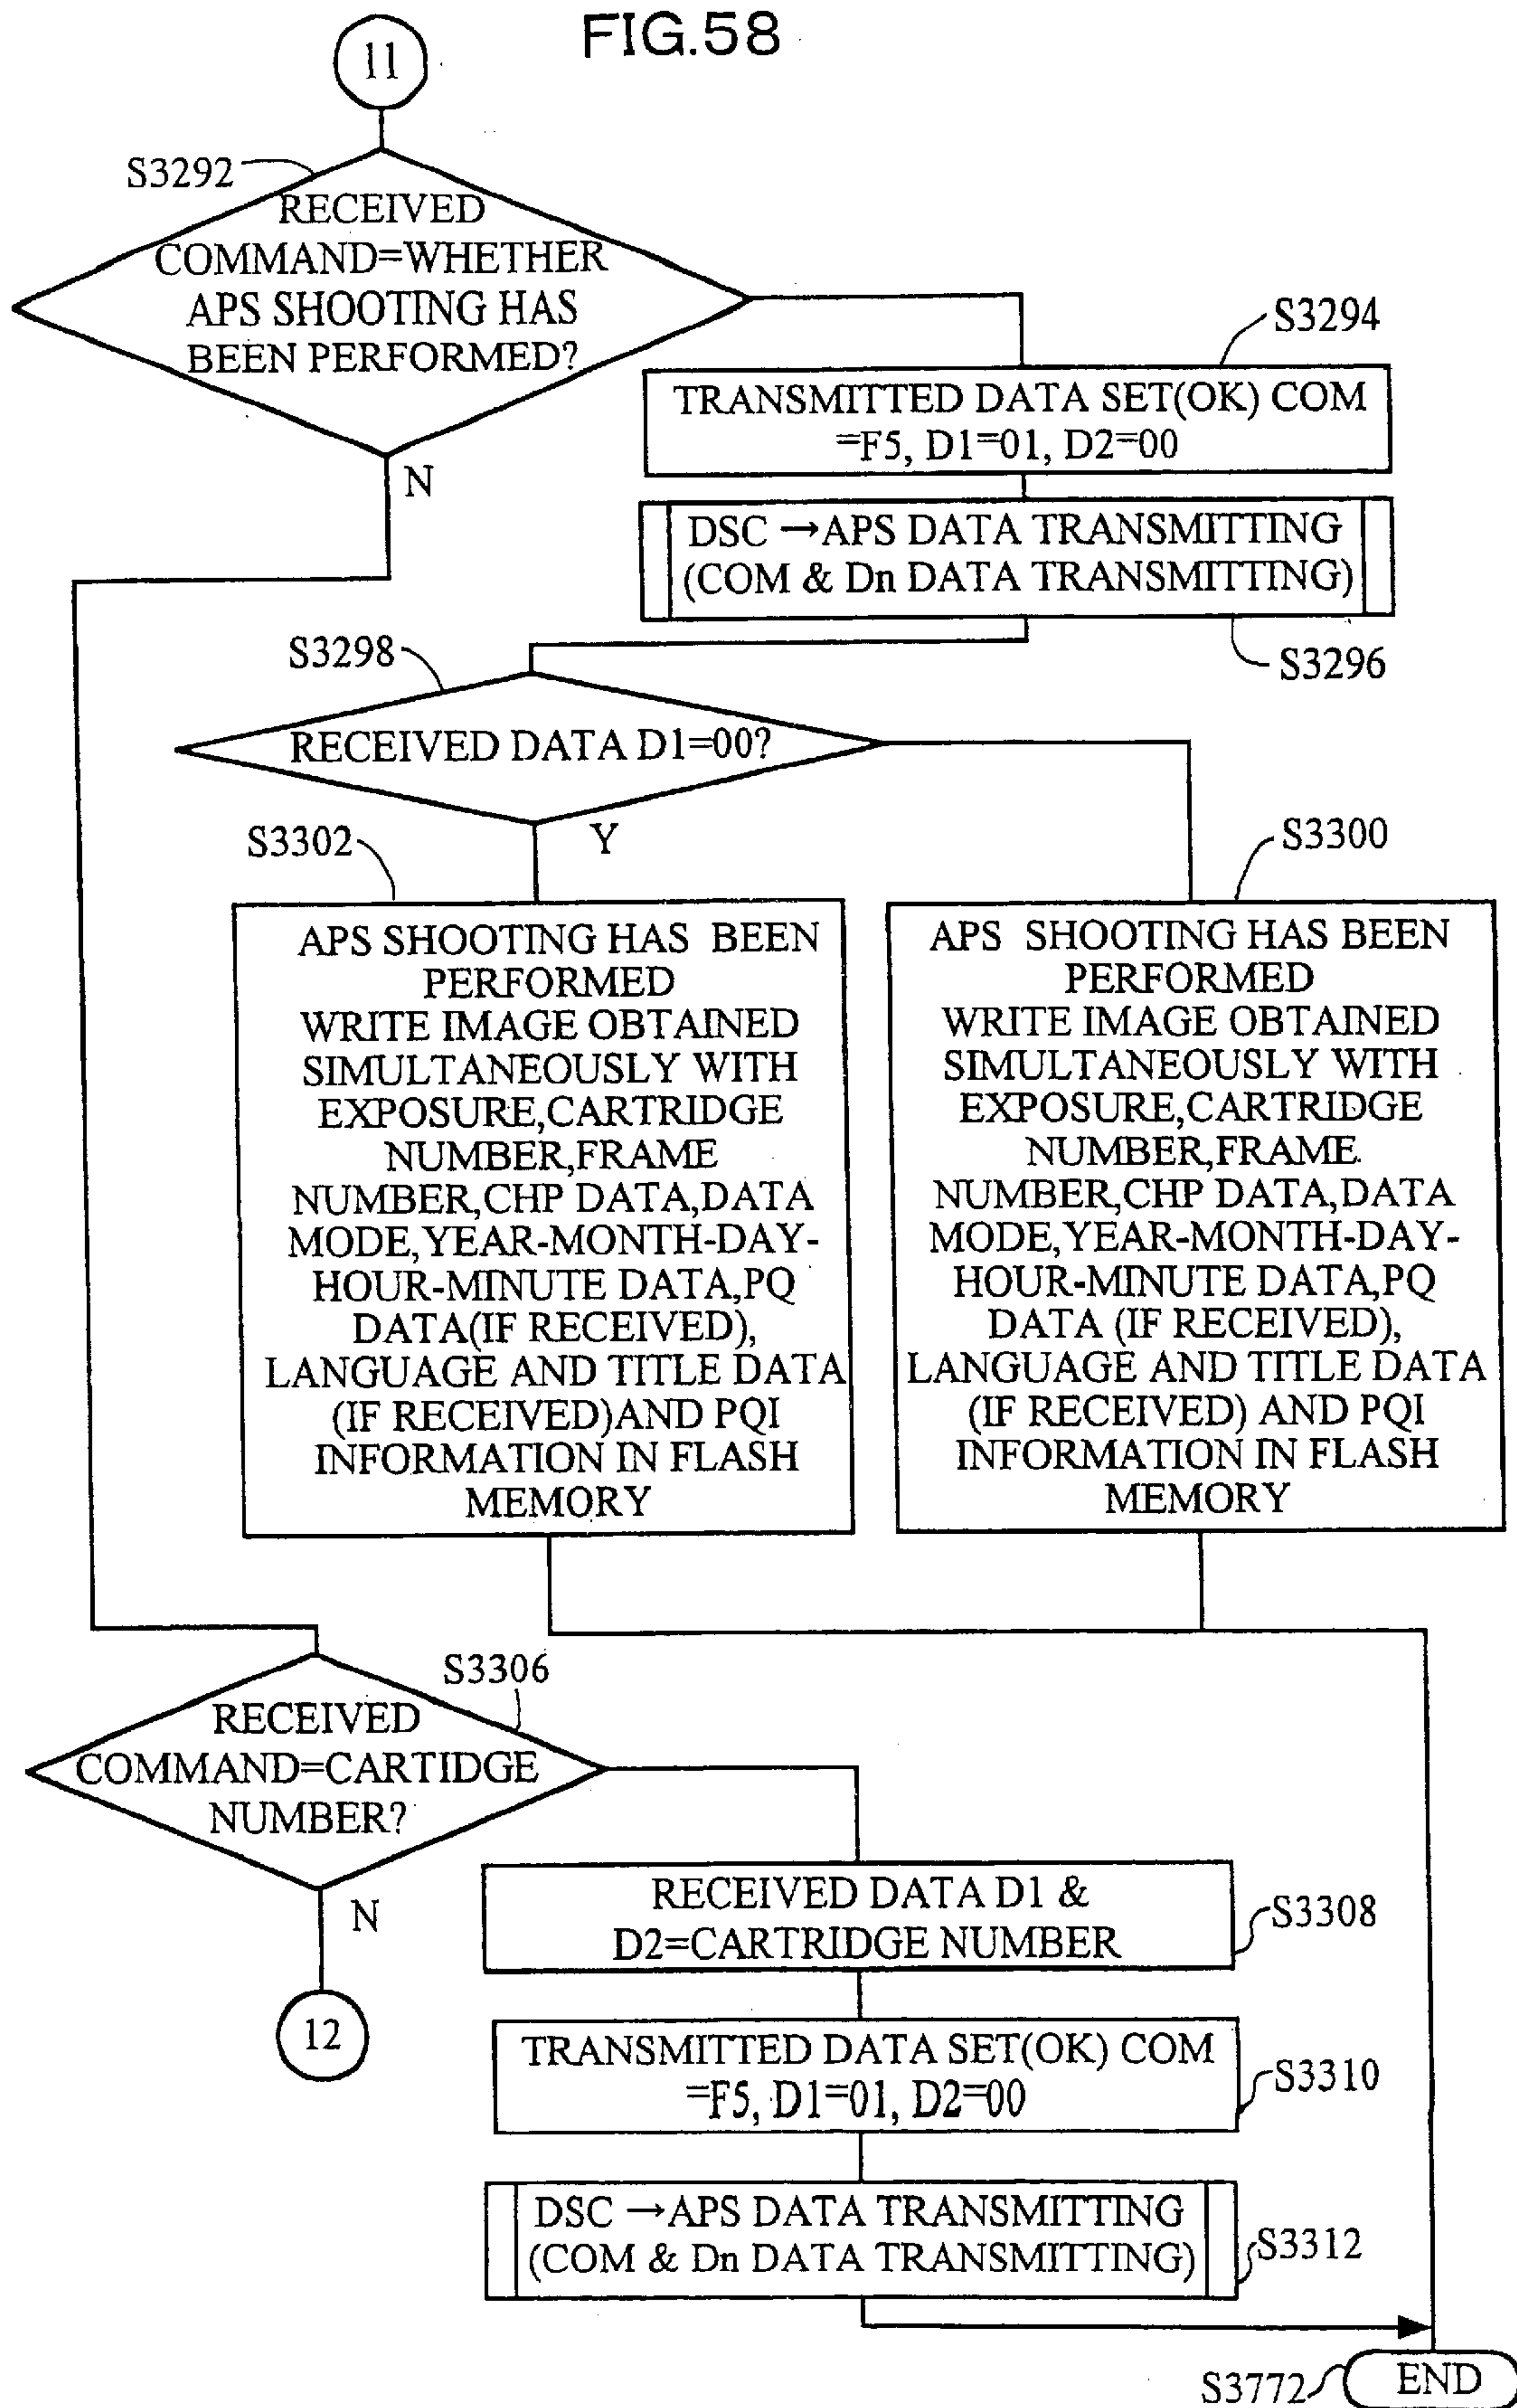 FIG.58
11
S3292
RECEIVED
COMMAND=WHETHER
APS SHOOTING HAS
BEEN PERFORMED?
N
S3294
TRANSMITTED DATA SET(OK) COM
=F5, D1=01, D2=00
DSC →APS DATA TRANSMITTING
(COM & Dn DATA TRANSMITTING)
S3296
S3298
RECEIVED DATA D1=00?
Y
S3302
APS SHOOTING HAS BEEN
PERFORMED
WRITE IMAGE OBTAINED
SIMULTANEOUSLY WITH
EXPOSURE,CARTRIDGE
NUMBER,FRAME
NUMBER,CHP DATA,DATA
MODE,YEAR-MONTH-DAY-
HOUR-MINUTE DATA,PQ
DATA(IF RECEIVED),
LANGUAGE AND TITLE DATA
(IF RECEIVED)AND PQI
INFORMATION IN FLASH
MEMORY
S3300
APS SHOOTING HAS BEEN
PERFORMED
WRITE IMAGE OBTAINED
SIMULTANEOUSLY WITH
EXPOSURE,CARTRIDGE
NUMBER,FRAME
NUMBER,CHP DATA,DATA
MODE,YEAR-MONTH-DAY-
HOUR-MINUTE DATA,PQ
DATA (IF RECEIVED),
LANGUAGE AND TITLE DATA
(IF RECEIVED) AND PQI
INFORMATION IN FLASH
MEMORY
S3306
RECEIVED
COMMAND=CARTIDGE
NUMBER?
N
12
RECEIVED DATA D1 &
D2=CARTRIDGE NUMBER
S3308
TRANSMITTED DATA SET(OK) COM
=F5, D1=01, D2=00
S3310
DSC →APS DATA TRANSMITTING
(COM & Dn DATA TRANSMITTING)
S3312
S3772
END